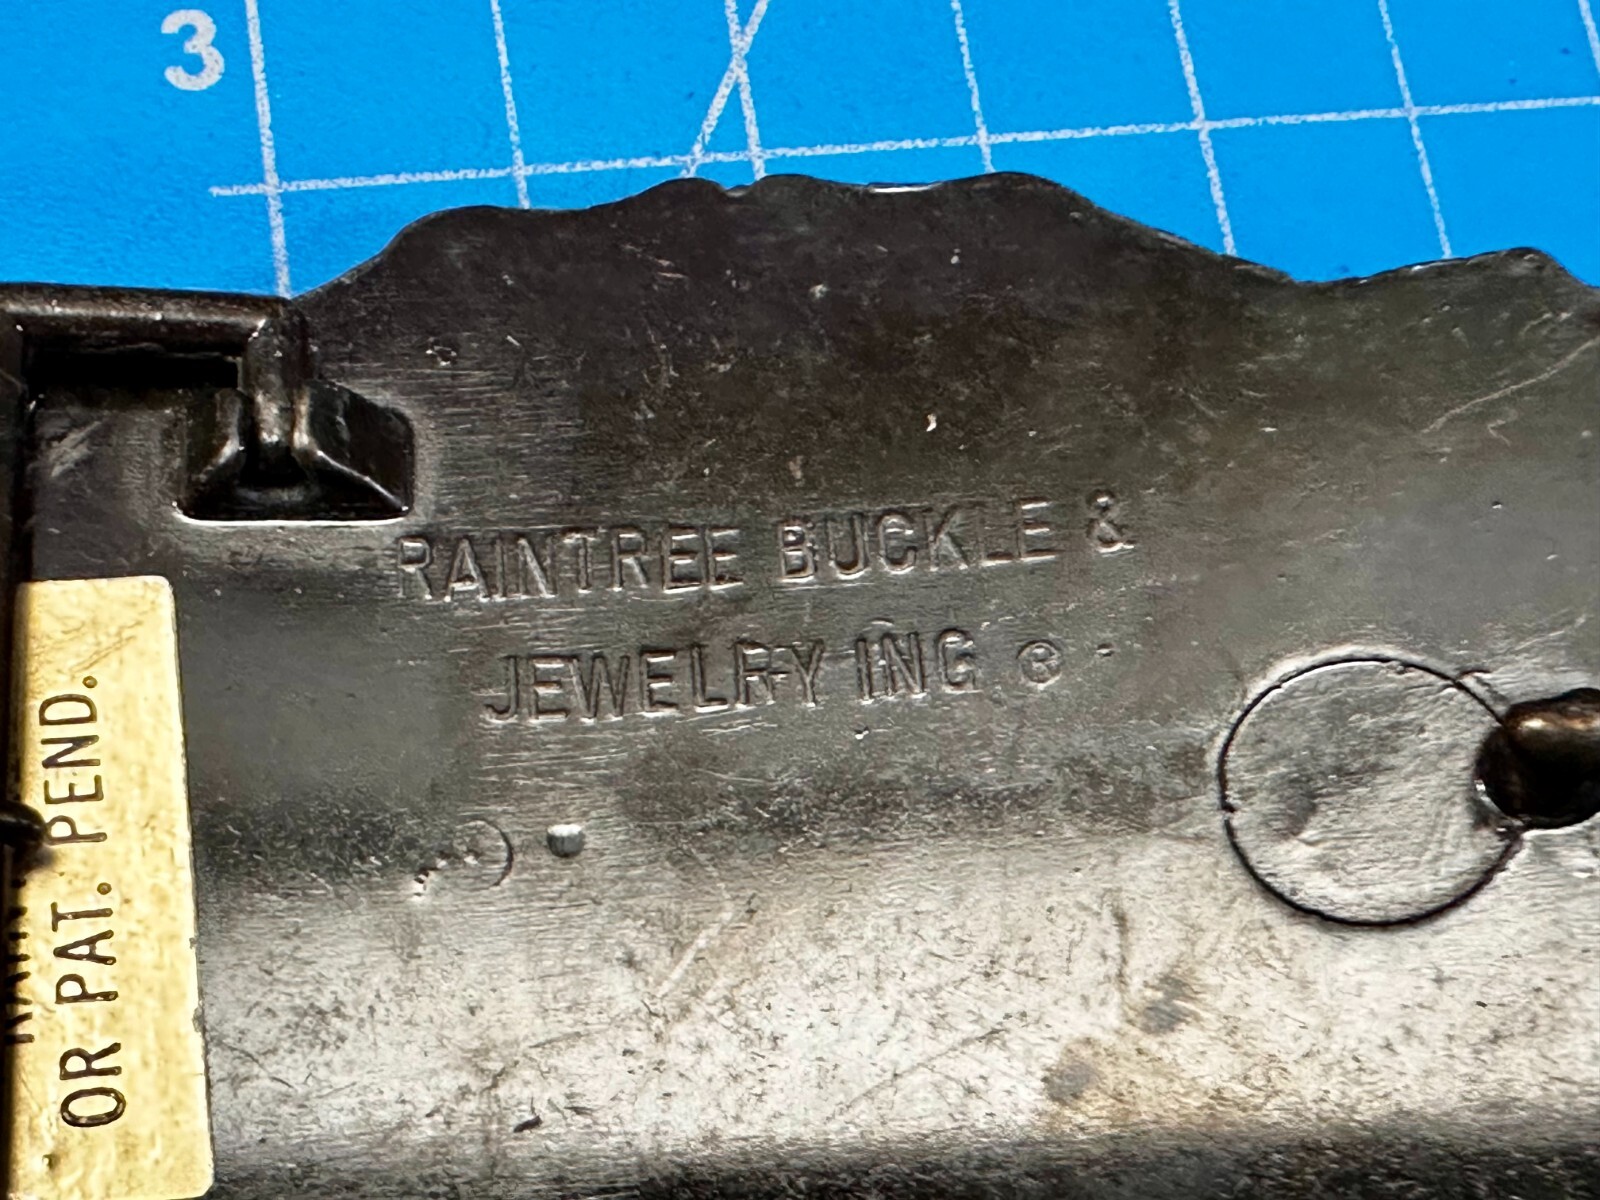 3
RAINTREE BUCKLE &
JEWELRY INC ®
OR PAT. PEND.